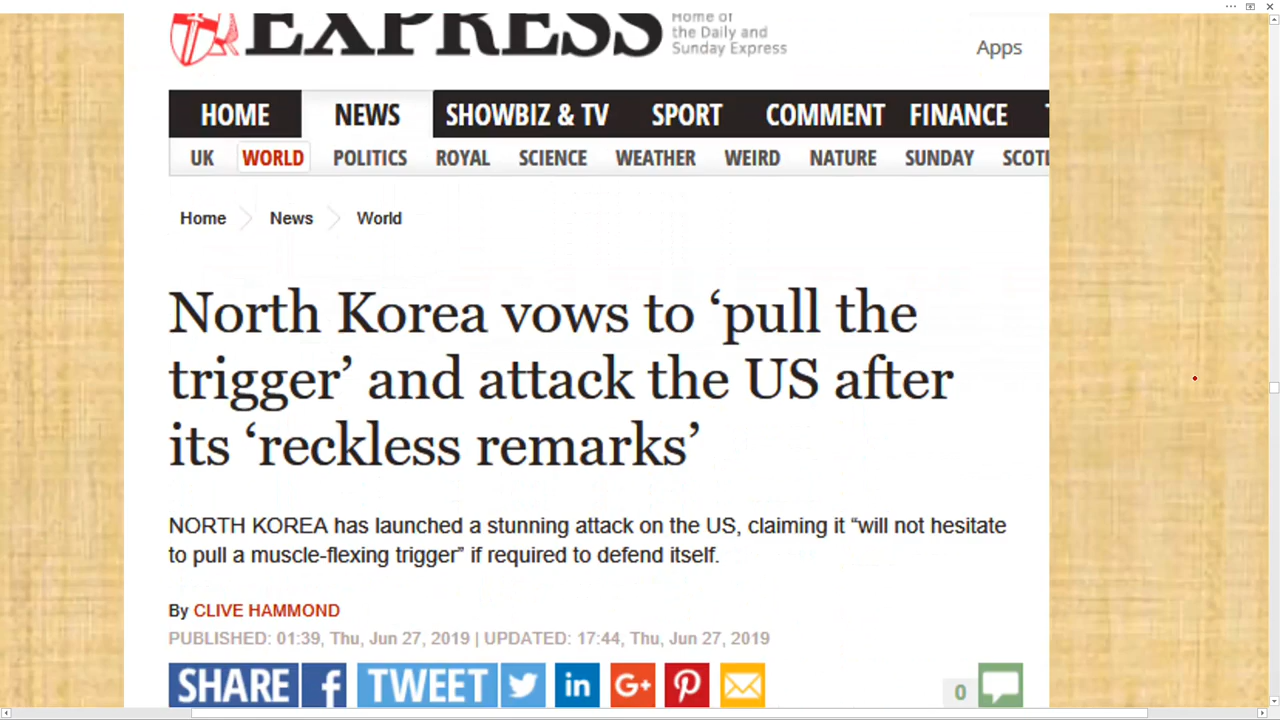 EXPRESS
Home of
the Daily and
Sunday Express
Apps
HOME NEWS SHOWBIZ & TV SPORT COMMENT FINANCE
UK WORLD POLITICS ROYAL SCIENCE WEATHER WEIRD NATURE SUNDAY SCOTL
Home News World
North Korea vows to ‘pull the
trigger’ and attack the US after
its ‘reckless remarks’
NORTH KOREA has launched a stunning attack on the US, claiming it “will not hesitate
to pull a muscle-flexing trigger” if required to defend itself.
By CLIVE HAMMOND
PUBLISHED: 01:39, Thu, Jun 27, 2019 | UPDATED: 17:44, Thu, Jun 27, 2019
SHARE f TWEET in G+ 0